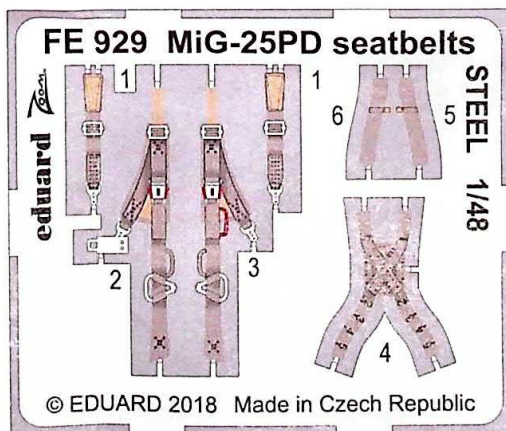 FE 929 MiG-25PD seatbelts
eduard Zoom
1
1
6
5
STEEL 1/48
2
3
4
© EDUARD 2018 Made in Czech Republic